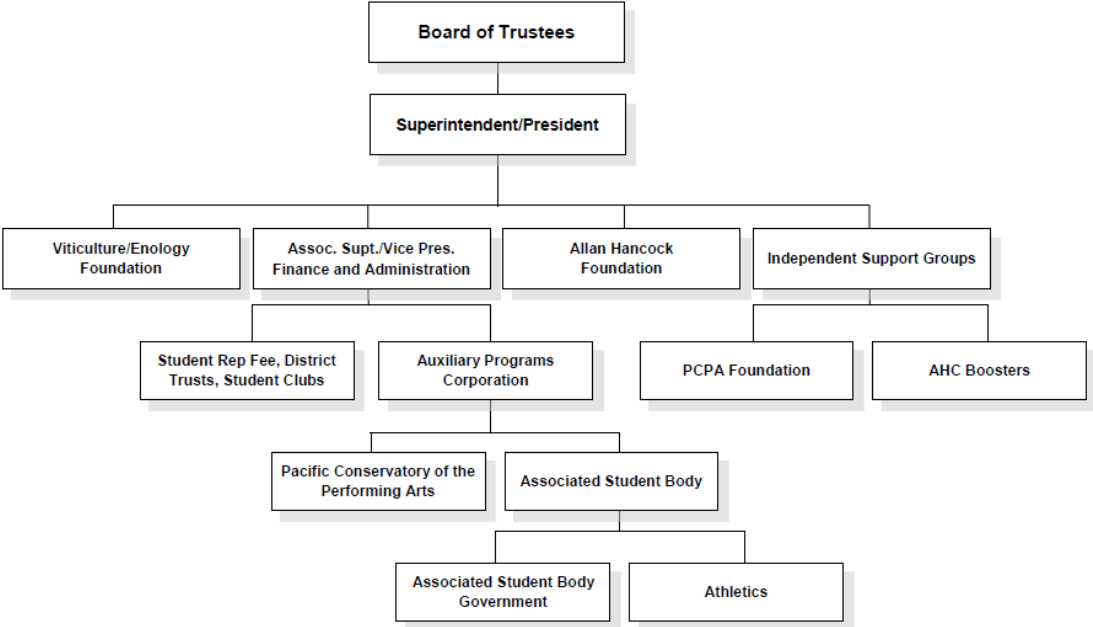 Board of Trustees
Superintendent/President
Viticulture/Enology
Foundation
Assoc. Supt./Vice Pres.
Finance and Administration
Allan Hancock
Foundation
Independent Support Groups
Student Rep Fee, District
Trusts, Student Clubs
Auxiliary Programs
Corporation
PCPA Foundation
AHC Boosters
Pacific Conservatory of the
Performing Arts
Associated Student Body
Associated Student Body
Government
Athletics